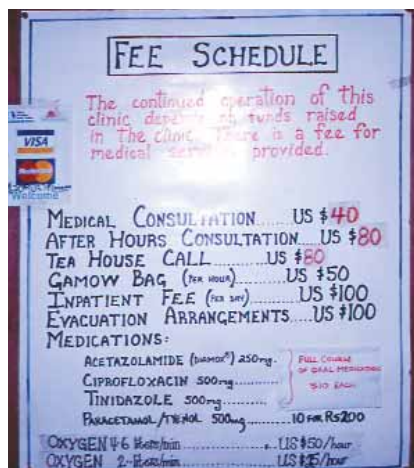 FEE SCHEDULE
The continued operation of this
clinic depends on funds raised
in the clinic. There is a fee for
medical services provided.
VISA
MasterCard
Welcome
MEDICAL CONSULTATION......US $40
AFTER HOURS CONSULTATION....US $80
TEA HOUSE CALL......US $80
GAMOW BAG (PER HOUR)......US $50
INPATIENT FEE (PER DAY)........US $100
EVACUATION ARRANGEMENTS.....US $100
MEDICATIONS:
ACETAZOLAMIDE (DIAMOX®) 250mg.
CIPROFLOXACIN 500mg...........
TINIDAZOLE 500mg............
FULL COURSE
OF ORAL MEDICATION
$10 EACH
PARACETAMOL/TYLENOL 500mg.........10 FOR RS200
OXYGEN 4-6 liters/min................US $50/hour
OXYGEN 2- liters/min................US $25/hour